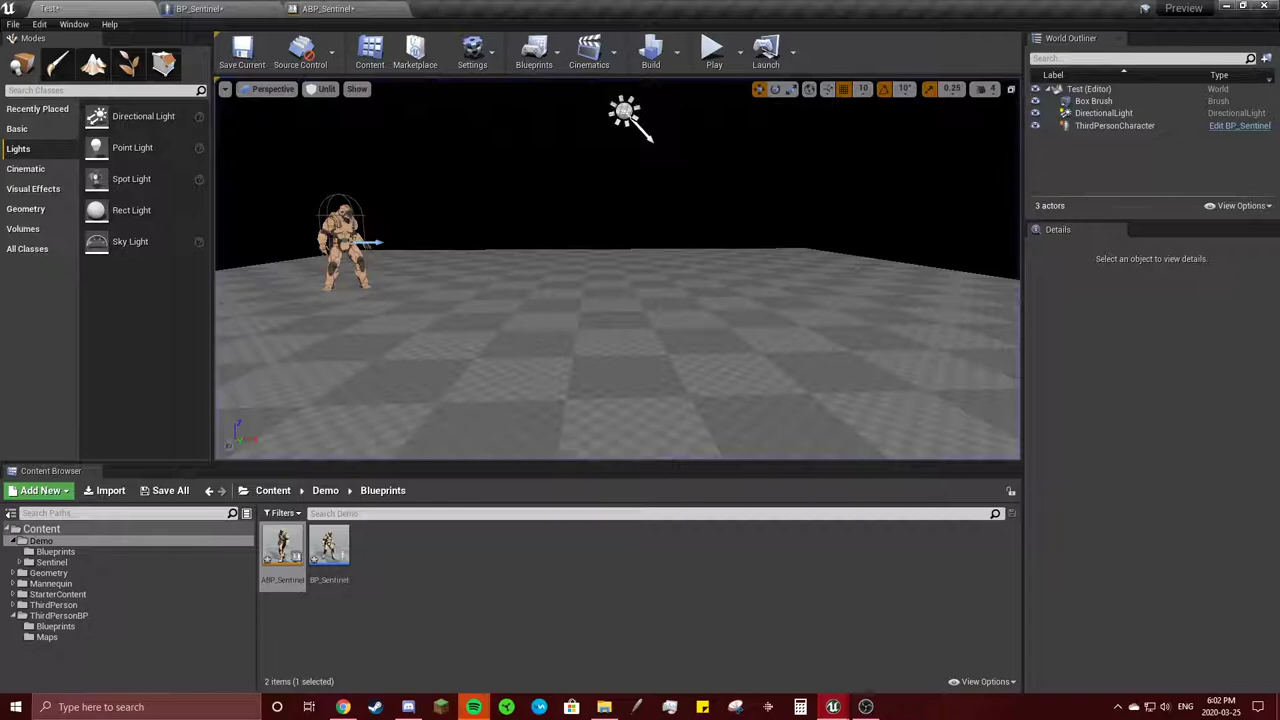 Test*
BP_Sentinel*
ABP_Sentinel*
Preview
File Edit Window Help
Modes
Search Classes
Recently Placed
Basic
Lights
Cinematic
Visual Effects
Geometry
Volumes
All Classes
Directional Light
Point Light
Spot Light
Rect Light
Sky Light
Save Current
Source Control
Content
Marketplace
Settings
Blueprints
Cinematics
Build
Play
Launch
Perspective
Unlit
Show
10
10°
0.25
4
World Outliner
Search...
Label Type
Test (Editor) World
Box Brush Brush
DirectionalLight DirectionalLight
ThirdPersonCharacter Edit BP_Sentinel
3 actors
View Options
Details
Select an object to view details.
Content Browser
Add New
Import
Save All
Content
Demo
Blueprints
Search Paths
Content
Demo
Blueprints
Sentinel
Geometry
Mannequin
StarterContent
ThirdPerson
ThirdPersonBP
Blueprints
Maps
Filters
Search Demo
ABP_Sentinel
BP_Sentinel
2 items (1 selected)
View Options
Type here to search
ENG
6:02 PM
2020-03-25